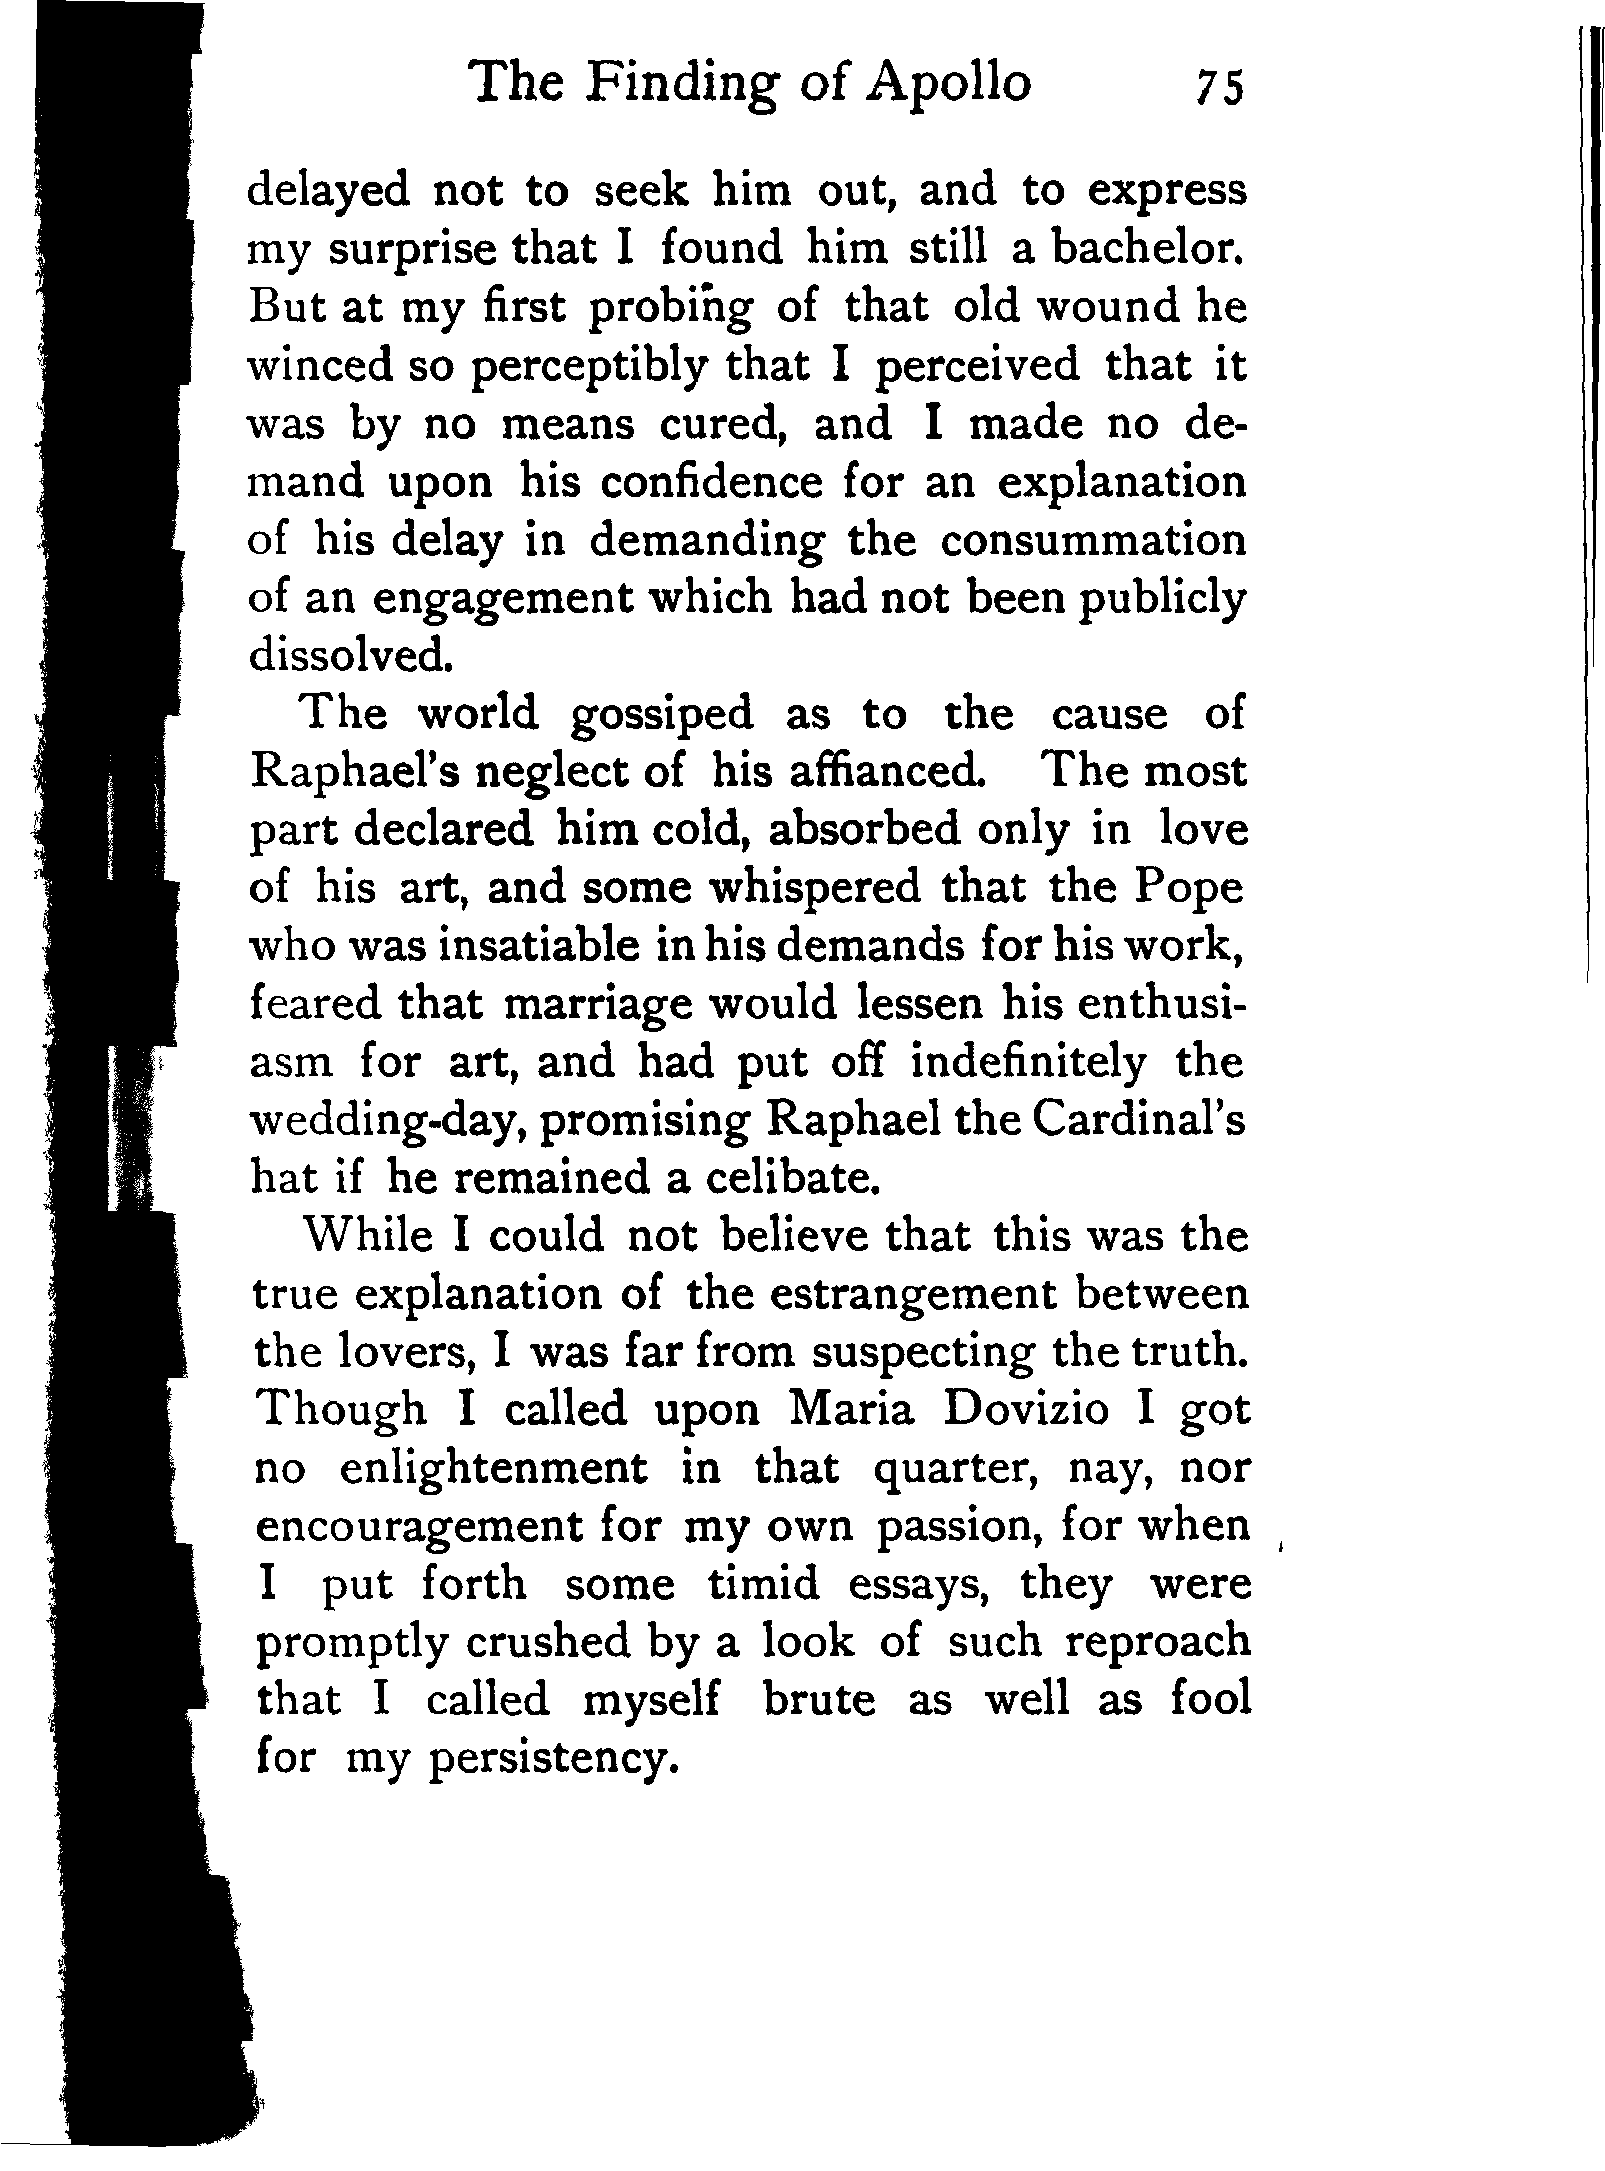 The Finding of Apollo 75
delayed not to seek him out, and to express
my surprise that I found him still a bachelor.
But at my first probing of that old wound he
winced so perceptibly that I perceived that it
was by no means cured, and I made no de-
mand upon his confidence for an explanation
of his delay in demanding the consummation
of an engagement which had not been publicly
dissolved.
The world gossiped as to the cause of
Raphael's neglect of his affianced. The most
part declared him cold, absorbed only in love
of his art, and some whispered that the Pope
who was insatiable in his demands for his work,
feared that marriage would lessen his enthusi-
asm for art, and had put off indefinitely the
wedding-day, promising Raphael the Cardinal's
hat if he remained a celibate.
While I could not believe that this was the
true explanation of the estrangement between
the lovers, I was far from suspecting the truth.
Though I called upon Maria Dovizio I got
no enlightenment in that quarter, nay, nor
encouragement for my own passion, for when
I put forth some timid essays, they were
promptly crushed by a look of such reproach
that I called myself brute as well as fool
for my persistency.